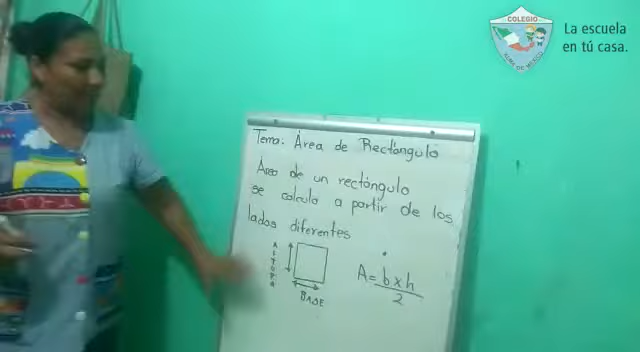 COLEGIO
La escuela
en tú casa.
Tema: Área de Rectángulo
Area de un rectángulo
se calcula a partir de los
lados diferentes
ALTURA
BASE
A = b x h
2